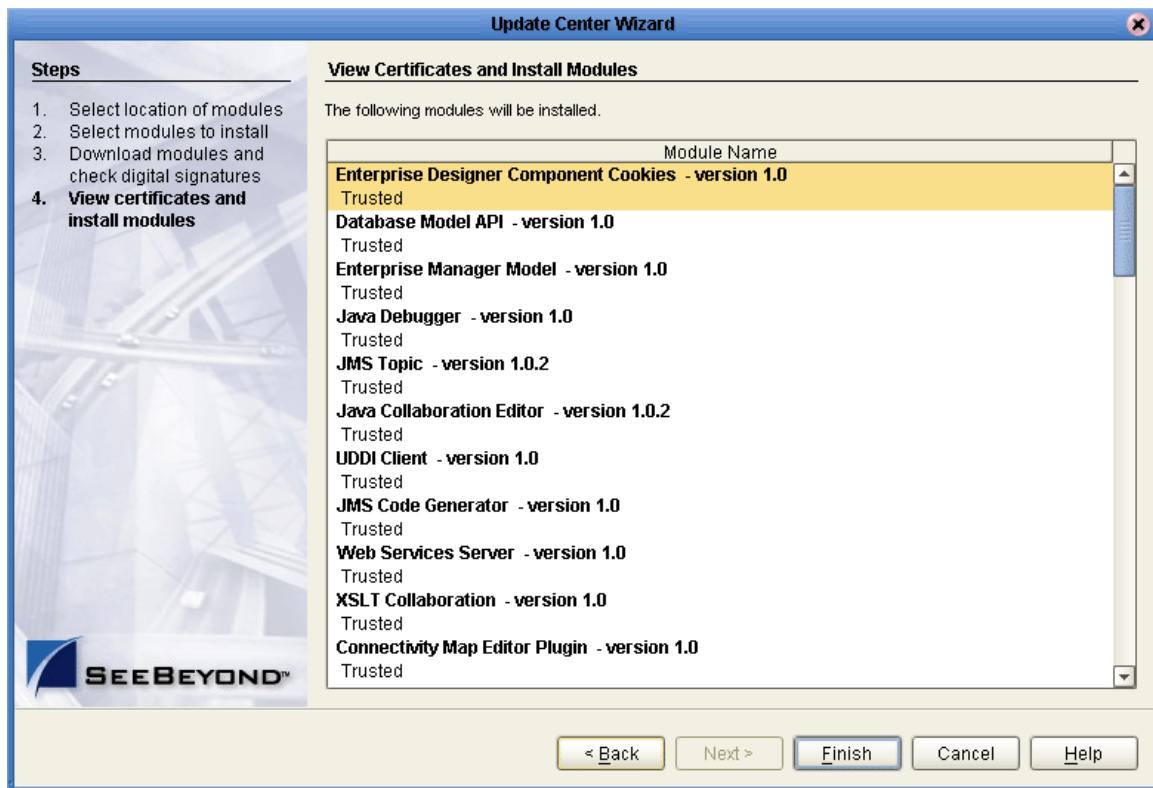 Update Center Wizard
Steps
1. Select location of modules
2. Select modules to install
3. Download modules and
check digital signatures
4. View certificates and
install modules
SEEBEYOND™
View Certificates and Install Modules
The following modules will be installed.
Module Name
Enterprise Designer Component Cookies - version 1.0
Trusted
Database Model API - version 1.0
Trusted
Enterprise Manager Model - version 1.0
Trusted
Java Debugger - version 1.0
Trusted
JMS Topic - version 1.0.2
Trusted
Java Collaboration Editor - version 1.0.2
Trusted
UDDI Client - version 1.0
Trusted
JMS Code Generator - version 1.0
Trusted
Web Services Server - version 1.0
Trusted
XSLT Collaboration - version 1.0
Trusted
Connectivity Map Editor Plugin - version 1.0
Trusted
< Back Next > Finish Cancel Help